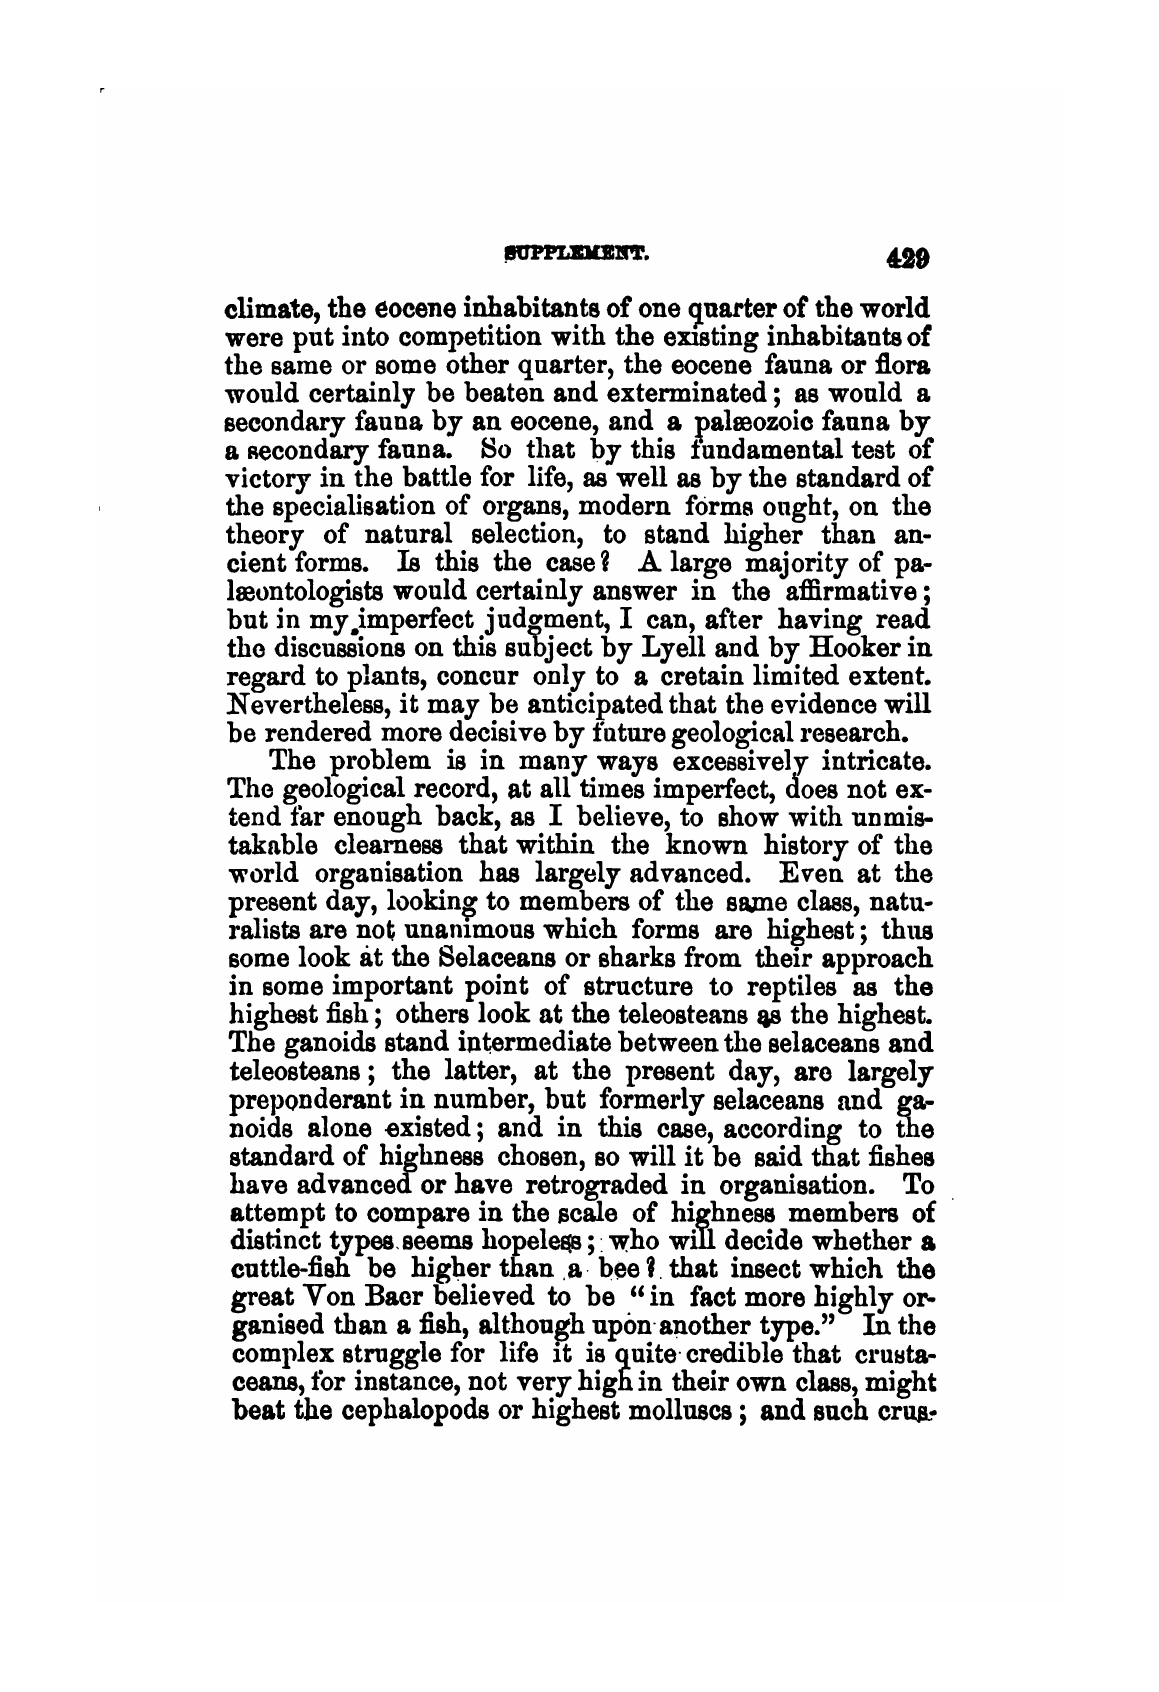 SUPPLEMENT. 429
climate, the eocene inhabitants of one quarter of the world
were put into competition with the existing inhabitants of
the same or some other quarter, the eocene fauna or flora
would certainly be beaten and exterminated; as would a
secondary fauna by an eocene, and a palæozoic fauna by
a secondary fauna. So that by this fundamental test of
victory in the battle for life, as well as by the standard of
the specialisation of organs, modern forms ought, on the
theory of natural selection, to stand higher than an-
cient forms. Is this the case? A large majority of pa-
læontologists would certainly answer in the affirmative;
but in my imperfect judgment, I can, after having read
the discussions on this subject by Lyell and by Hooker in
regard to plants, concur only to a cretain limited extent.
Nevertheless, it may be anticipated that the evidence will
be rendered more decisive by future geological research.
The problem is in many ways excessively intricate.
The geological record, at all times imperfect, does not ex-
tend far enough back, as I believe, to show with unmis-
takable clearness that within the known history of the
world organisation has largely advanced. Even at the
present day, looking to members of the same class, natu-
ralists are not unanimous which forms are highest; thus
some look at the Selaceans or sharks from their approach
in some important point of structure to reptiles as the
highest fish; others look at the teleosteans as the highest.
The ganoids stand intermediate between the selaceans and
teleosteans; the latter, at the present day, are largely
preponderant in number, but formerly selaceans and ga-
noids alone existed; and in this case, according to the
standard of highness chosen, so will it be said that fishes
have advanced or have retrograded in organisation. To
attempt to compare in the scale of highness members of
distinct types seems hopeless; who will decide whether a
cuttle-fish be higher than a bee? that insect which the
great Von Baer believed to be "in fact more highly or-
ganised than a fish, although upon another type." In the
complex struggle for life it is quite credible that crusta-
ceans, for instance, not very high in their own class, might
beat the cephalopods or highest molluscs; and such crus-